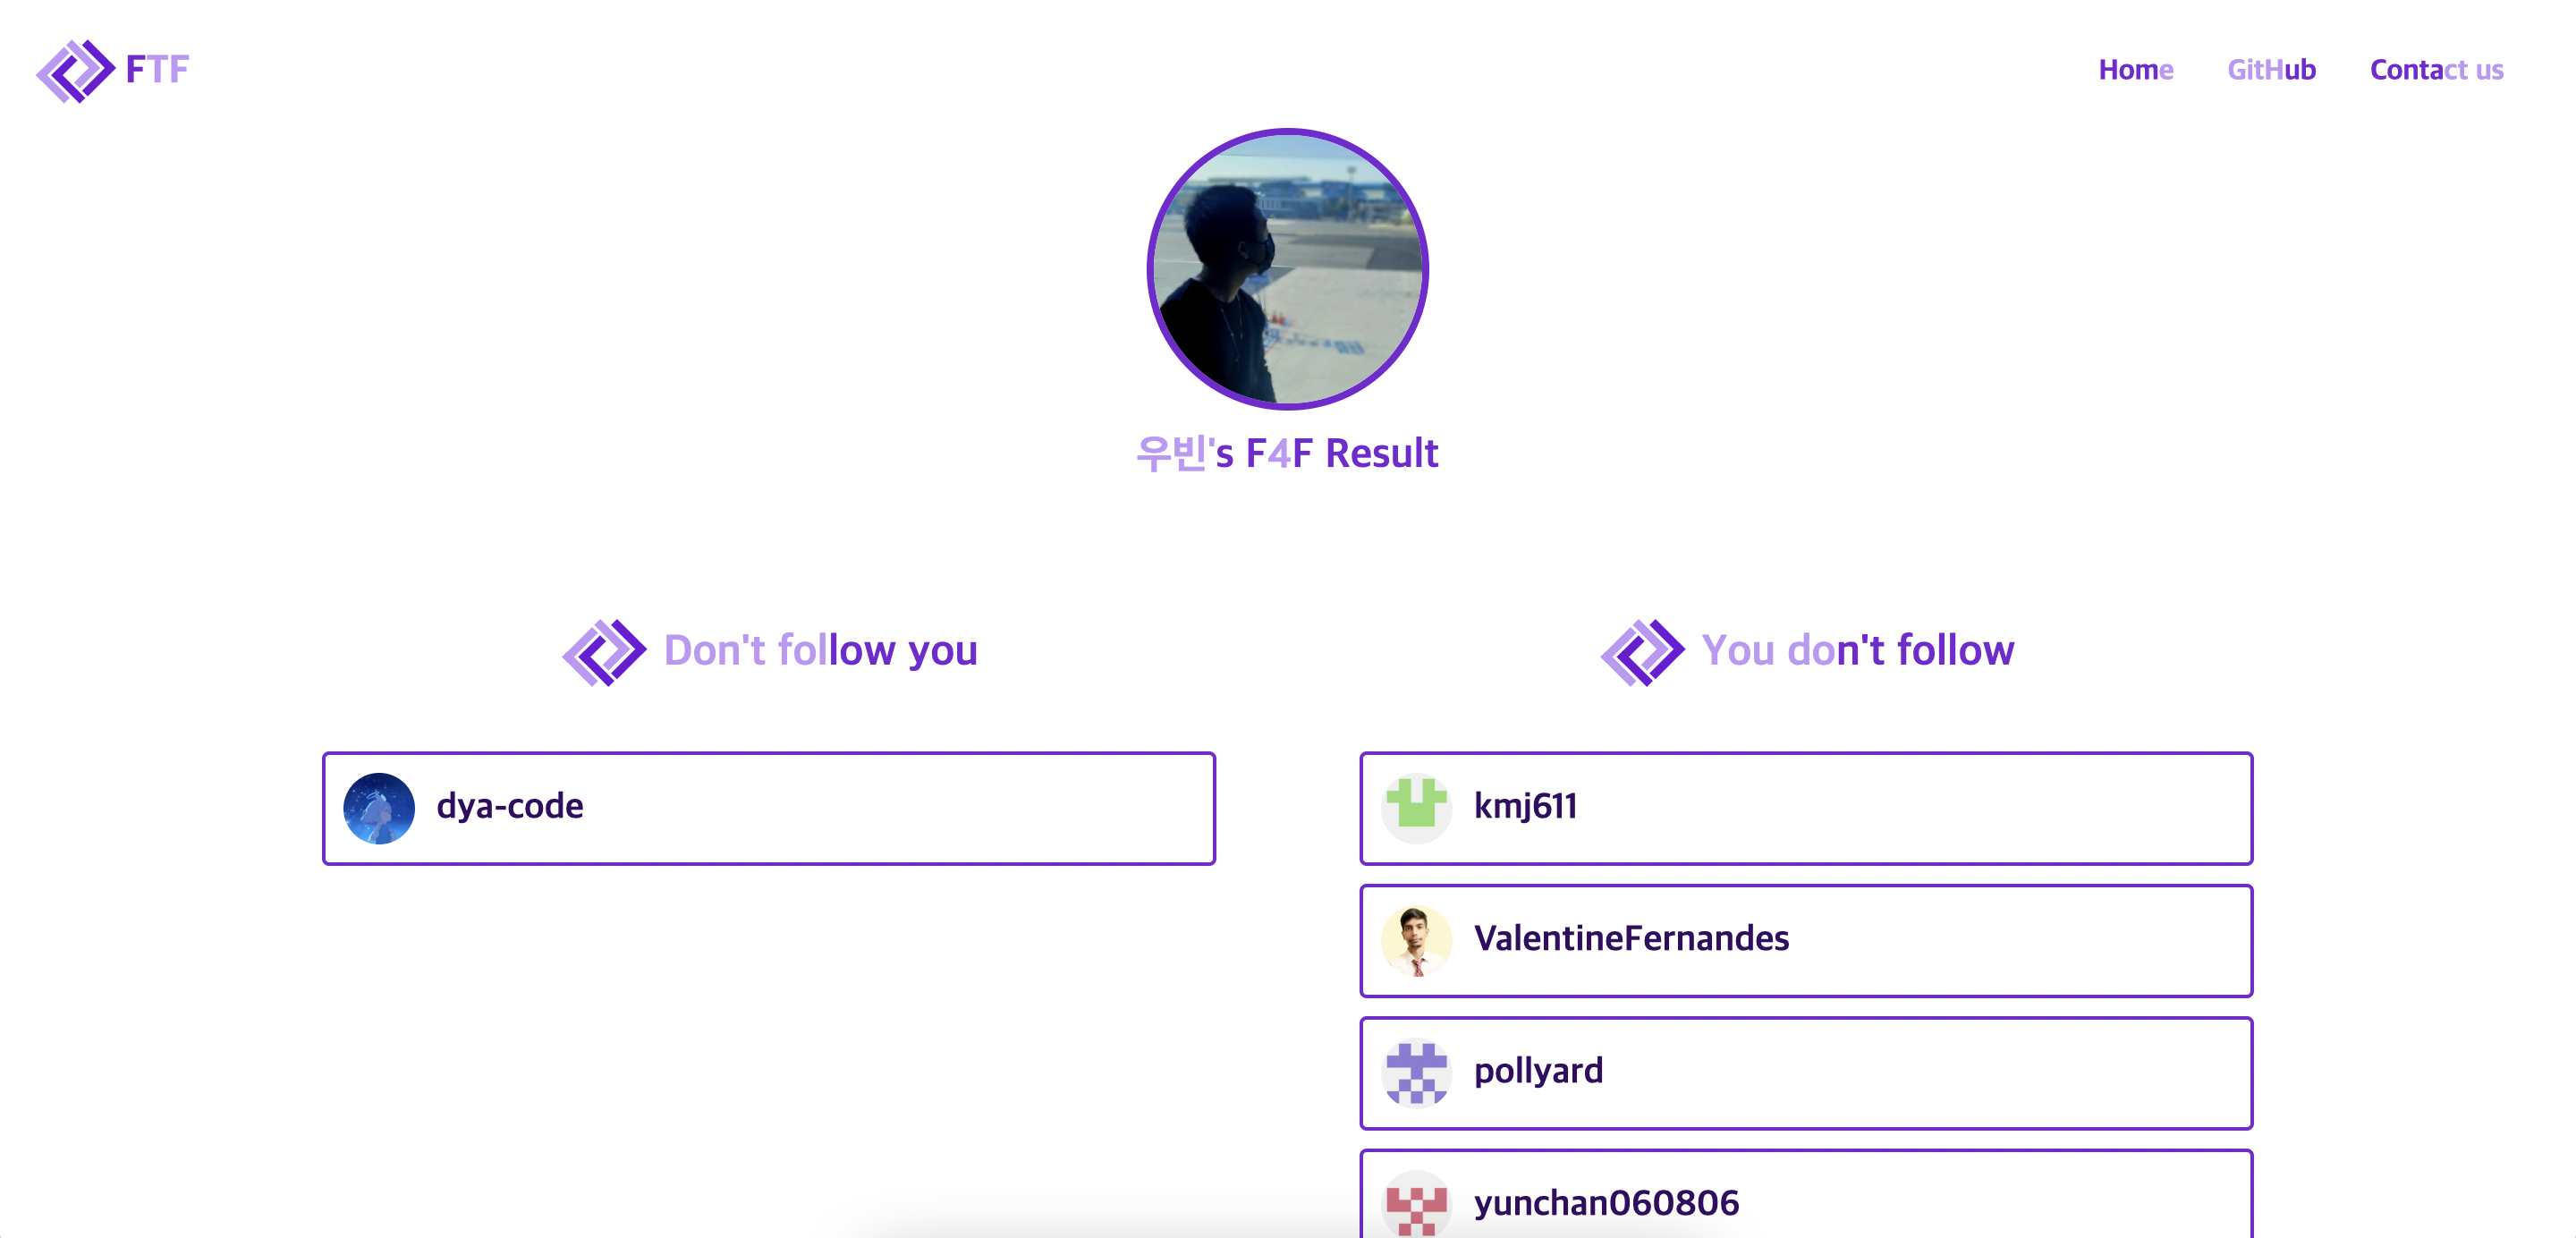 FTF
Home GitHub Contact us
우빈's F4F Result
Don't follow you
dya-code
You don't follow
kmj611
ValentineFernandes
pollyard
yunchan060806